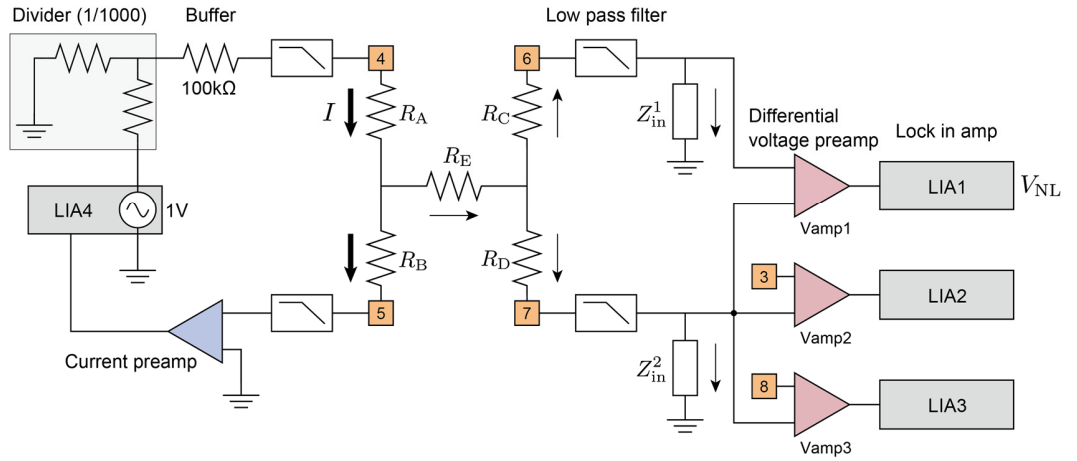 Divider (1/1000)
Buffer
Low pass filter
100kΩ
4
6
I
R_A
R_C
Z_in^1
Differential
voltage preamp
Lock in amp
R_E
LIA1
V_NL
LIA4
1V
Vamp1
R_B
R_D
3
LIA2
5
7
Vamp2
Current preamp
Z_in^2
8
LIA3
Vamp3